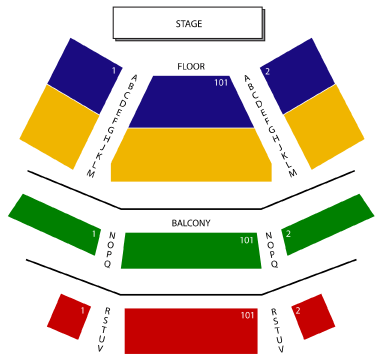 STAGE
FLOOR
1
101
2
A
B
C
D
E
F
G
H
J
K
L
M
A
B
C
D
E
F
G
H
J
K
L
M
BALCONY
1
101
2
N
O
P
Q
N
O
P
Q
1
101
2
R
S
T
U
V
R
S
T
U
V